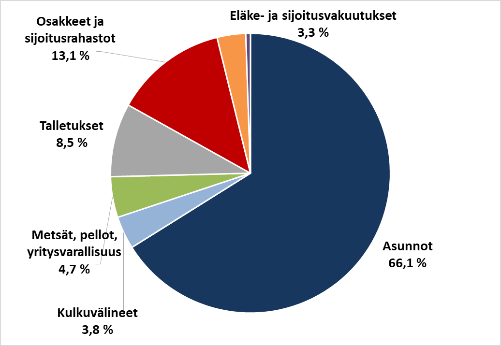 Osakkeet ja
sijoitusrahastot
13,1 %
Eläke- ja sijoitusvakuutukset
3,3 %
Talletukset
8,5 %
Metsät, pellot,
yritysvarallisuus
4,7 %
Kulkuvälineet
3,8 %
Asunnot
66,1 %